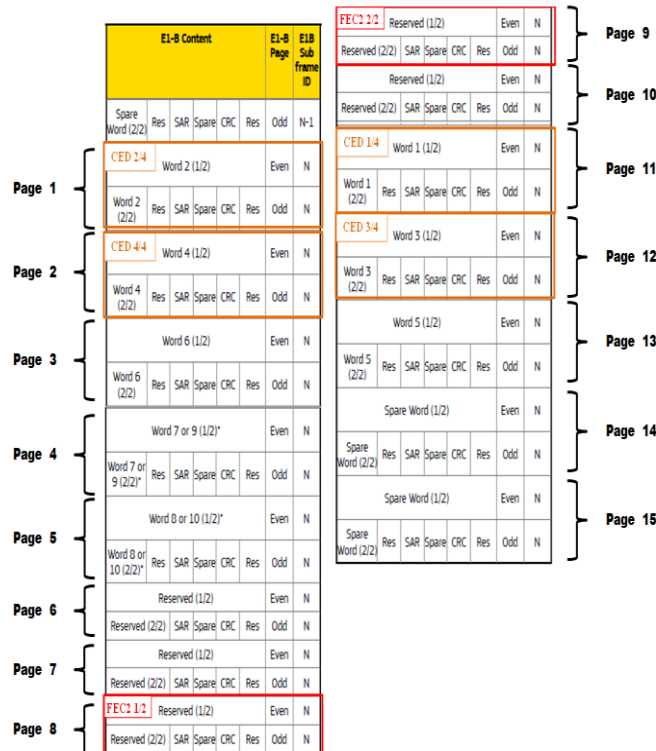 E1-B Content E1-B Page E1B Sub frame ID
Spare Word (2/2) Res SAR Spare CRC Res Odd N-1
Page 1
CED 2/4 Word 2 (1/2) Even N
Word 2 (2/2) Res SAR Spare CRC Res Odd N
Page 2
CED 4/4 Word 4 (1/2) Even N
Word 4 (2/2) Res SAR Spare CRC Res Odd N
Page 3
Word 6 (1/2) Even N
Word 6 (2/2) Res SAR Spare CRC Res Odd N
Page 4
Word 7 or 9 (1/2)* Even N
Word 7 or 9 (2/2)* Res SAR Spare CRC Res Odd N
Page 5
Word 8 or 10 (1/2)* Even N
Word 8 or 10 (2/2)* Res SAR Spare CRC Res Odd N
Page 6
Reserved (1/2) Even N
Reserved (2/2) SAR Spare CRC Res Odd N
Page 7
Reserved (1/2) Even N
Reserved (2/2) SAR Spare CRC Res Odd N
Page 8
FEC2 1/2 Reserved (1/2) Even N
Reserved (2/2) SAR Spare CRC Res Odd N
FEC2 2/2 Reserved (1/2) Even N
Reserved (2/2) SAR Spare CRC Res Odd N
Page 9
Reserved (1/2) Even N
Reserved (2/2) SAR Spare CRC Res Odd N
Page 10
CED 1/4 Word 1 (1/2) Even N
Word 1 (2/2) Res SAR Spare CRC Res Odd N
Page 11
CED 3/4 Word 3 (1/2) Even N
Word 3 (2/2) Res SAR Spare CRC Res Odd N
Page 12
Word 5 (1/2) Even N
Word 5 (2/2) Res SAR Spare CRC Res Odd N
Page 13
Spare Word (1/2) Even N
Spare Word (2/2) Res SAR Spare CRC Res Odd N
Page 14
Spare Word (1/2) Even N
Spare Word (2/2) Res SAR Spare CRC Res Odd N
Page 15